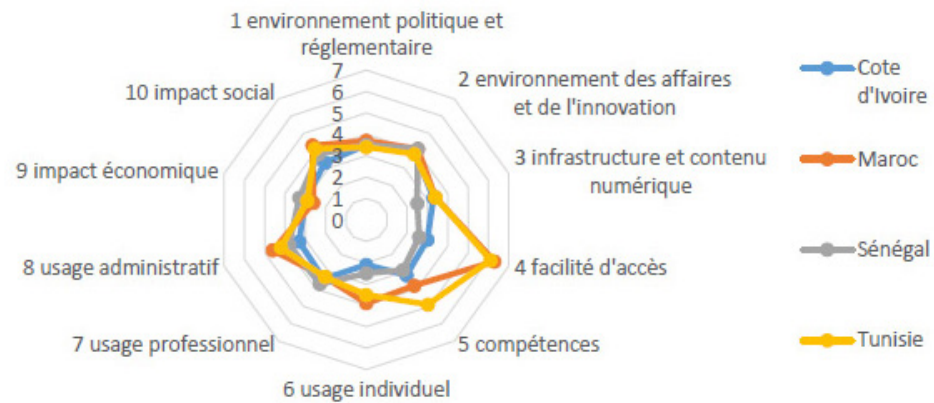 1 environnement politique et
réglementaire
2 environnement des affaires
et de l'innovation
3 infrastructure et contenu
numérique
4 facilité d'accès
5 compétences
6 usage individuel
7 usage professionnel
8 usage administratif
9 impact économique
10 impact social
7
6
5
4
3
2
1
0
Cote
d'Ivoire
Maroc
Sénégal
Tunisie